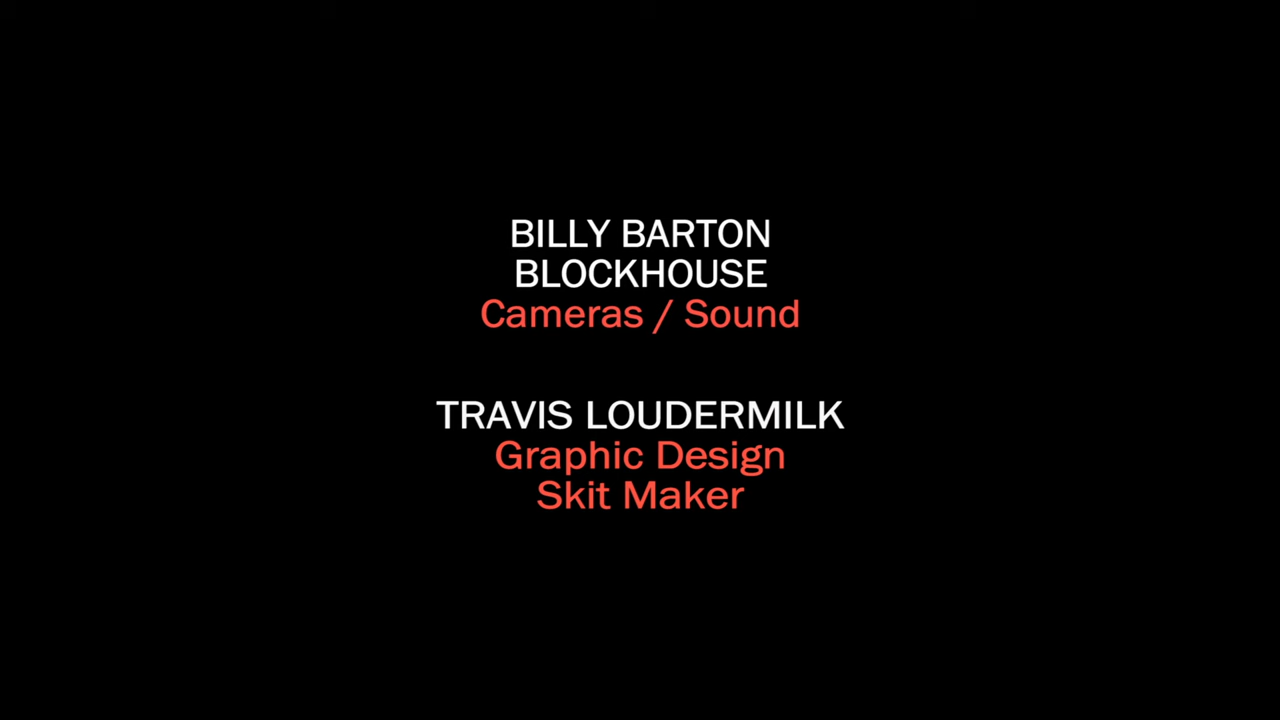 BILLY BARTON
BLOCKHOUSE
Cameras / Sound
TRAVIS LOUDERMILK
Graphic Design
Skit Maker